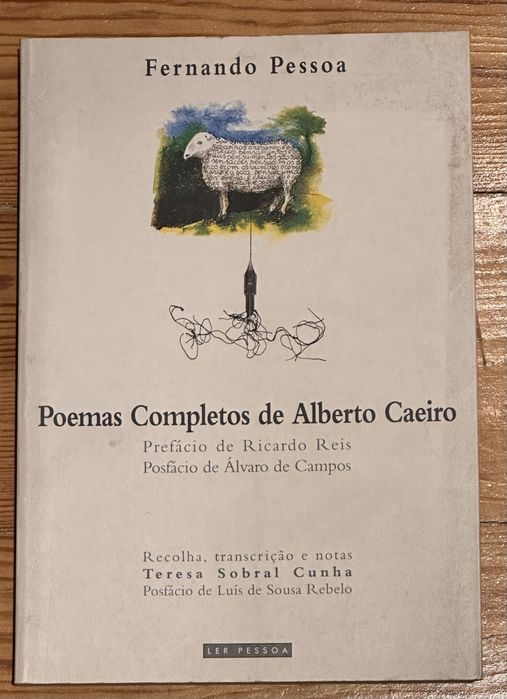 Fernando Pessoa
Poemas Completos de Alberto Caeiro
Prefácio de Ricardo Reis
Posfácio de Álvaro de Campos
Recolha, transcrição e notas
Teresa Sobral Cunha
Posfácio de Luís de Sousa Rebelo
LER PESSOA